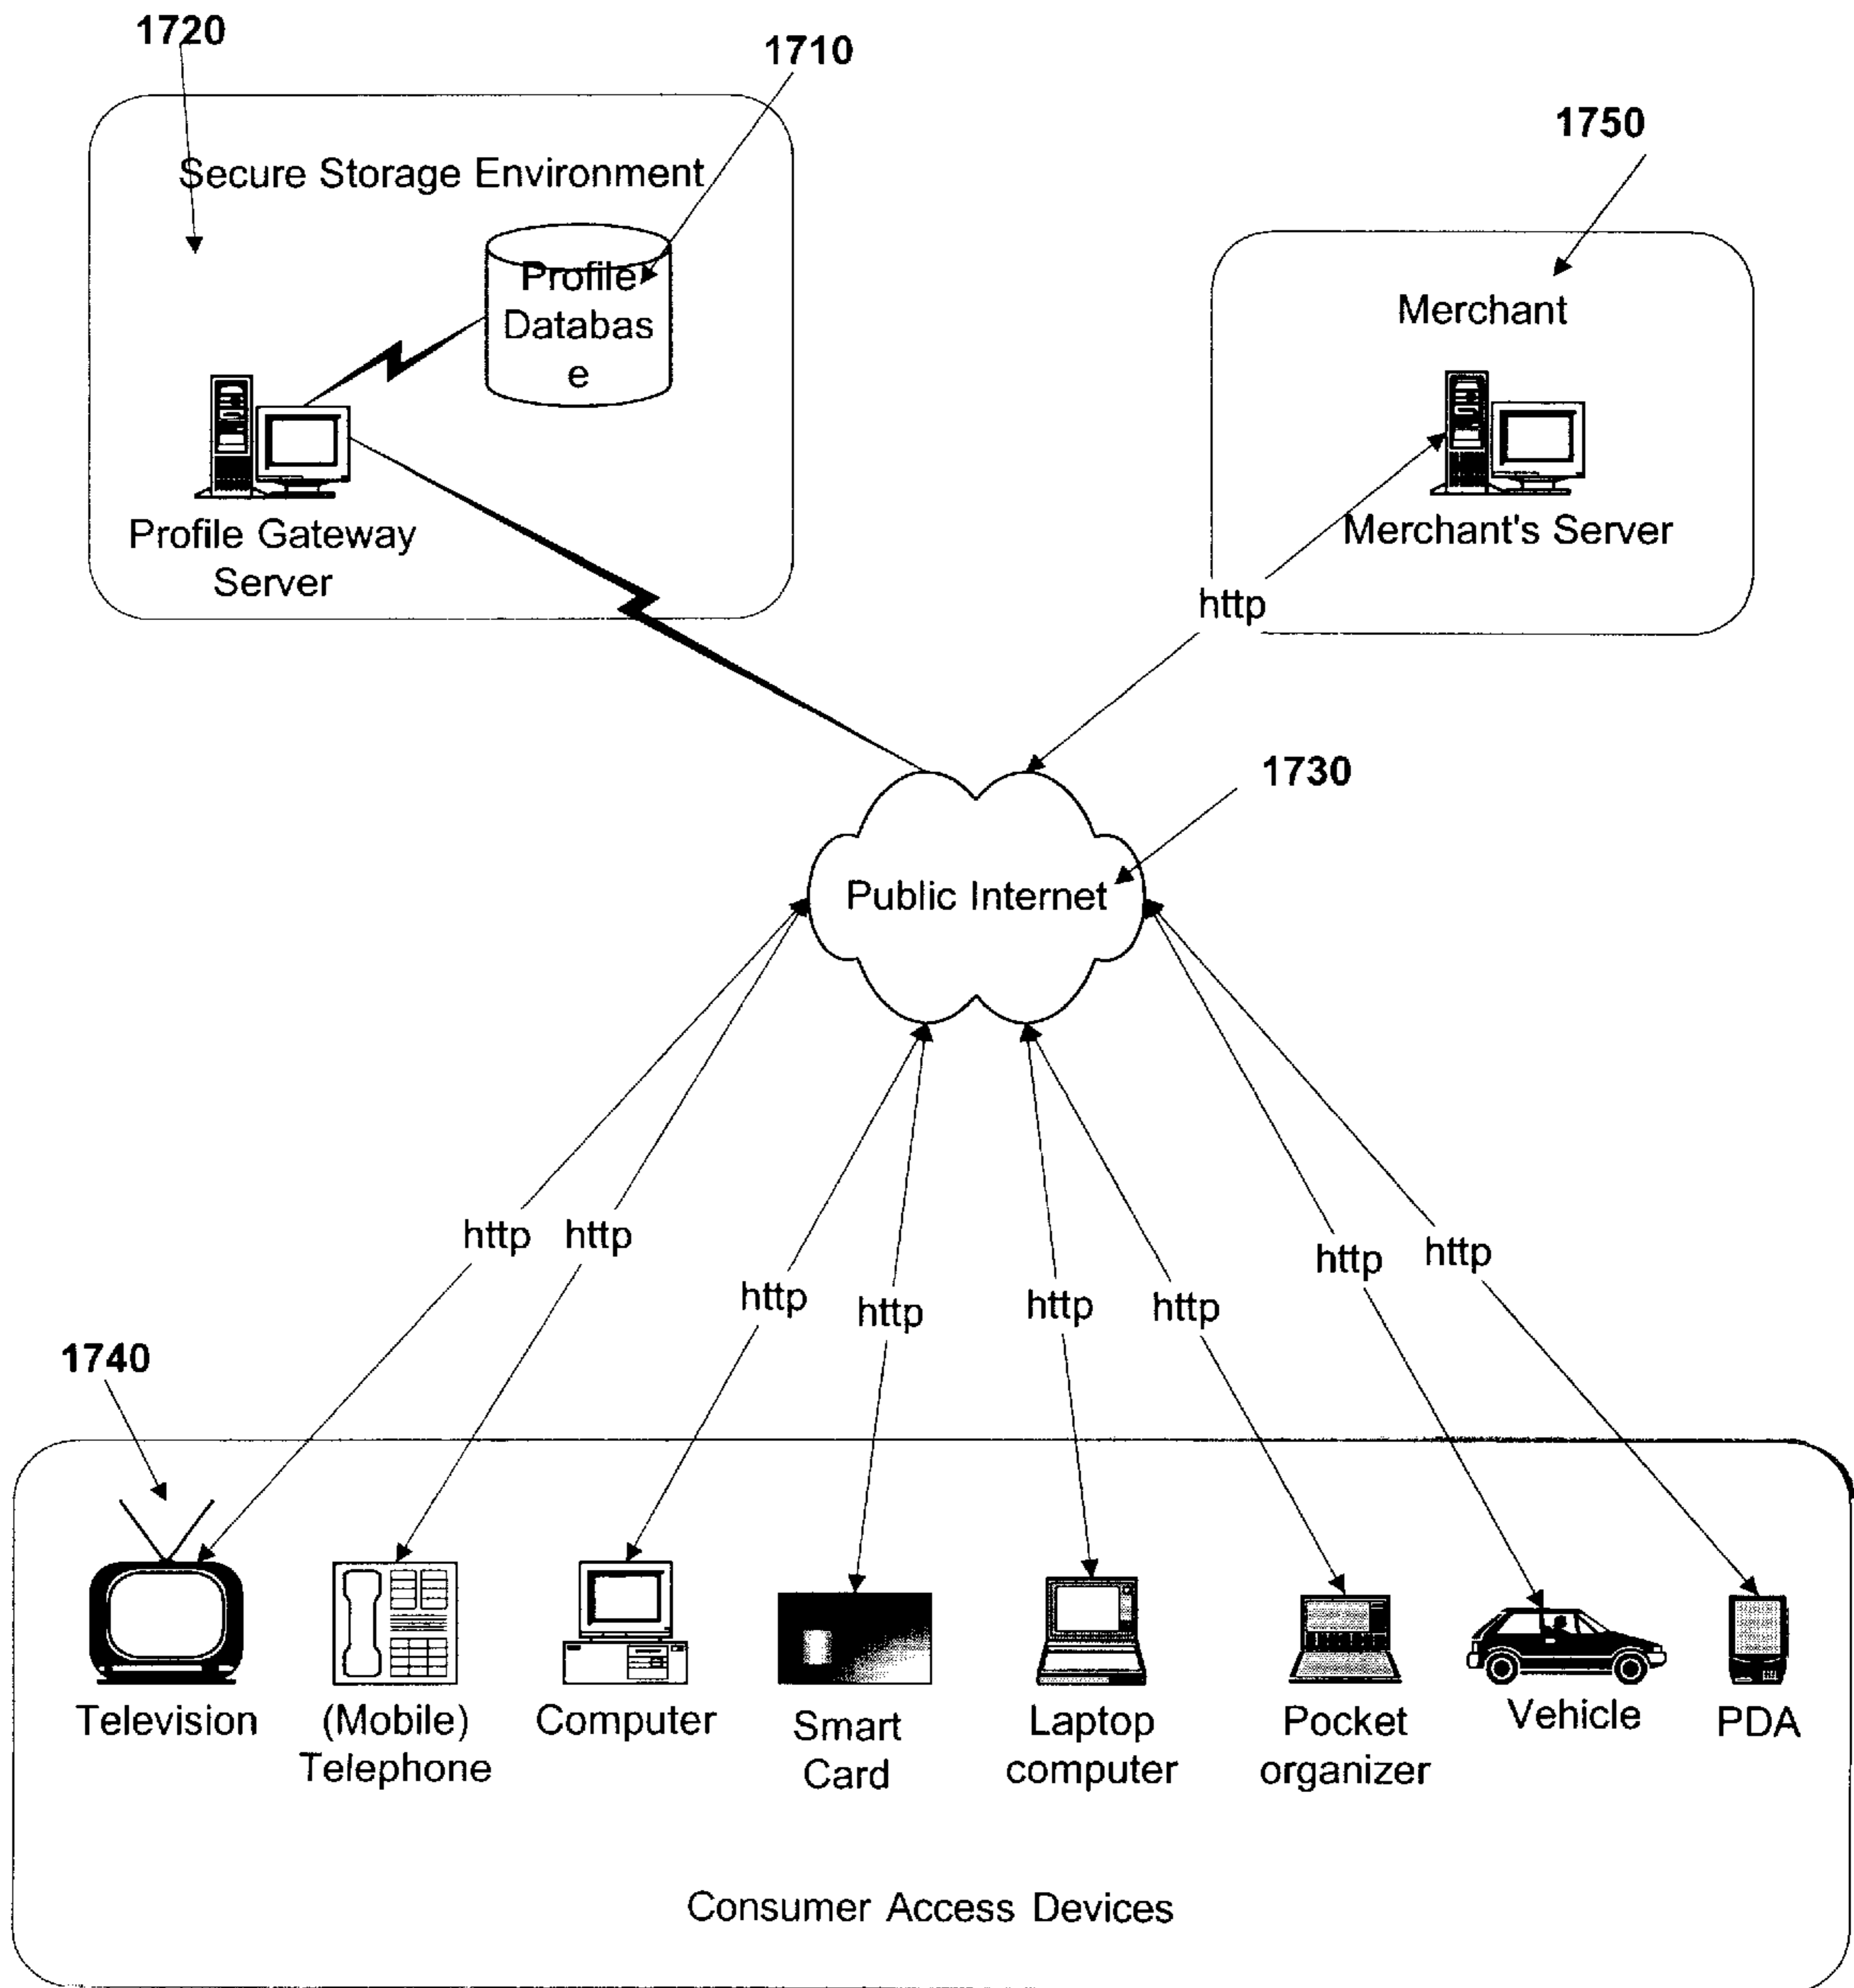 1720
1710
1750
Secure Storage Environment
Profile
Databas
e
Merchant
Profile Gateway
Server
Merchant's Server
http
1730
Public Internet
http
http
http
http
http
http
http
http
1740
Television
(Mobile)
Telephone
Computer
Smart
Card
Laptop
computer
Pocket
organizer
Vehicle
PDA
Consumer Access Devices